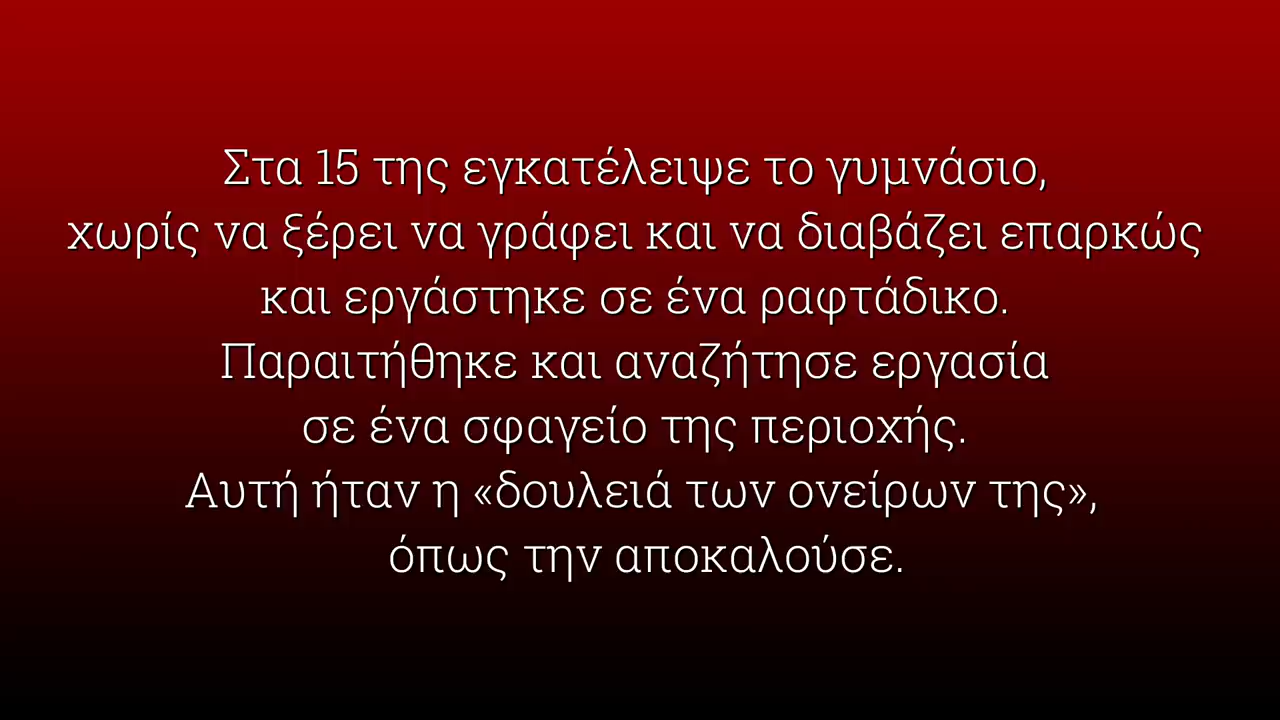 Στα 15 της εγκατέλειψε το γυμνάσιο,
χωρίς να ξέρει να γράφει και να διαβάζει επαρκώς
και εργάστηκε σε ένα ραφτάδικο.
Παραιτήθηκε και αναζήτησε εργασία
σε ένα σφαγείο της περιοχής.
Αυτή ήταν η «δουλειά των ονείρων της»,
όπως την αποκαλούσε.